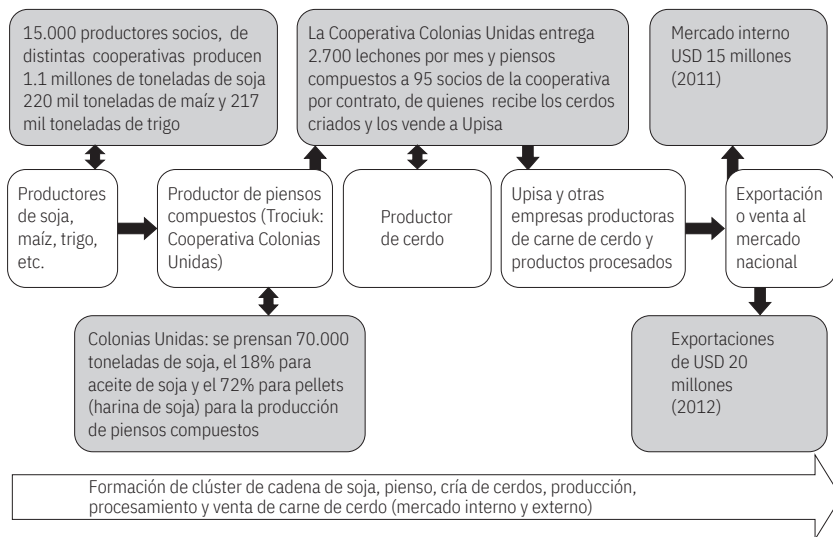 15.000 productores socios, de
distintas cooperativas producen
1.1 millones de toneladas de soja
220 mil toneladas de maíz y 217
mil toneladas de trigo
La Cooperativa Colonias Unidas entrega
2.700 lechones por mes y piensos
compuestos a 95 socios de la cooperativa
por contrato, de quienes recibe los cerdos
criados y los vende a Upisa
Mercado interno
USD 15 millones
(2011)
Productores
de soja,
maíz, trigo,
etc.
Productor de piensos
compuestos (Trociuk:
Cooperativa Colonias
Unidas)
Productor
de cerdo
Upisa y otras
empresas productoras
de carne de cerdo y
productos procesados
Exportación
o venta al
mercado
nacional
Colonias Unidas: se prensan 70.000
toneladas de soja, el 18% para
aceite de soja y el 72% para pellets
(harina de soja) para la producción
de piensos compuestos
Exportaciones
de USD 20
millones
(2012)
Formación de clúster de cadena de soja, pienso, cría de cerdos, producción,
procesamiento y venta de carne de cerdo (mercado interno y externo)